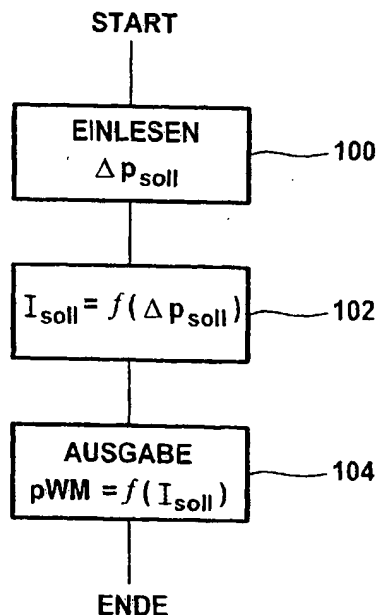 START
EINLESEN
Δ p_soll
100
I_soll = f ( Δ p_soll )
102
AUSGABE
pWM = f ( I_soll )
104
ENDE